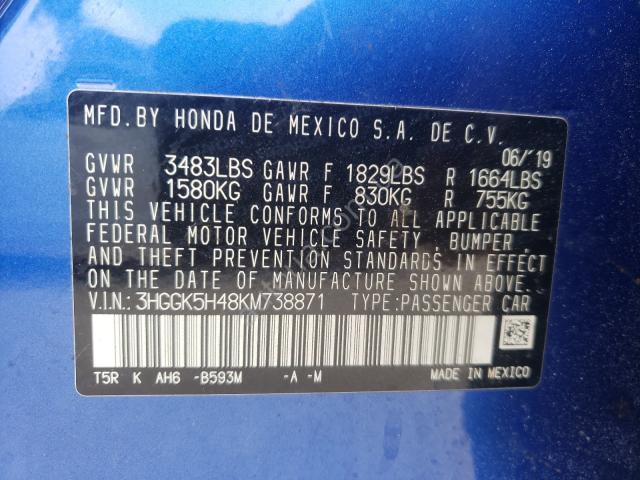 MFD.BY HONDA DE MEXICO S.A. DE C.V.
06/'19
GVWR 3483LBS GAWR F 1829LBS R 1664LBS
GVWR 1580KG GAWR F 830KG R 755KG
THIS VEHICLE CONFORMS TO ALL APPLICABLE
FEDERAL MOTOR VEHICLE SAFETY, BUMPER,
AND THEFT PREVENTION STANDARDS IN EFFECT
ON THE DATE OF MANUFACTURE SHOWN ABOVE.
V.I.N.: 3HGGK5H48KM738871 TYPE:PASSENGER CAR
T5R K AH6 -B593M -A -M MADE IN MEXICO